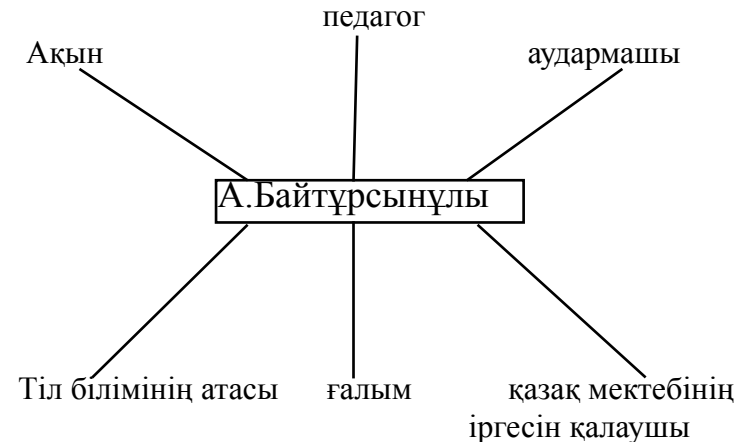 педагог
Ақын
аудармашы
А.Байтұрсынұлы
Тіл білімінің атасы
ғалым
қазақ мектебінің
іргесін қалаушы